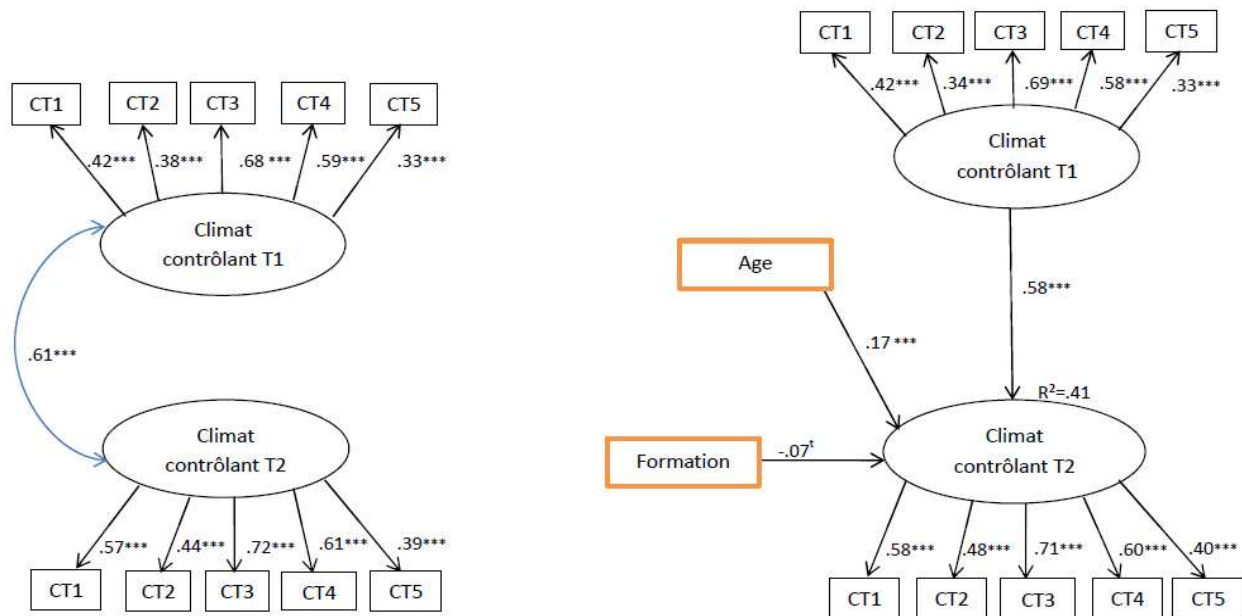 CT1 CT2 CT3 CT4 CT5
.42*** .38*** .68 *** .59*** .33***
Climat
contrôlant T1
.61***
Climat
contrôlant T2
.57*** .44*** .72*** .61*** .39***
CT1 CT2 CT3 CT4 CT5
CT1 CT2 CT3 CT4 CT5
.42*** .34*** .69*** .58*** .33***
Climat
contrôlant T1
Age
.58***
.17 ***
R²=.41
Formation
-.07ᵗ
Climat
contrôlant T2
.58*** .48*** .71*** .60*** .40***
CT1 CT2 CT3 CT4 CT5